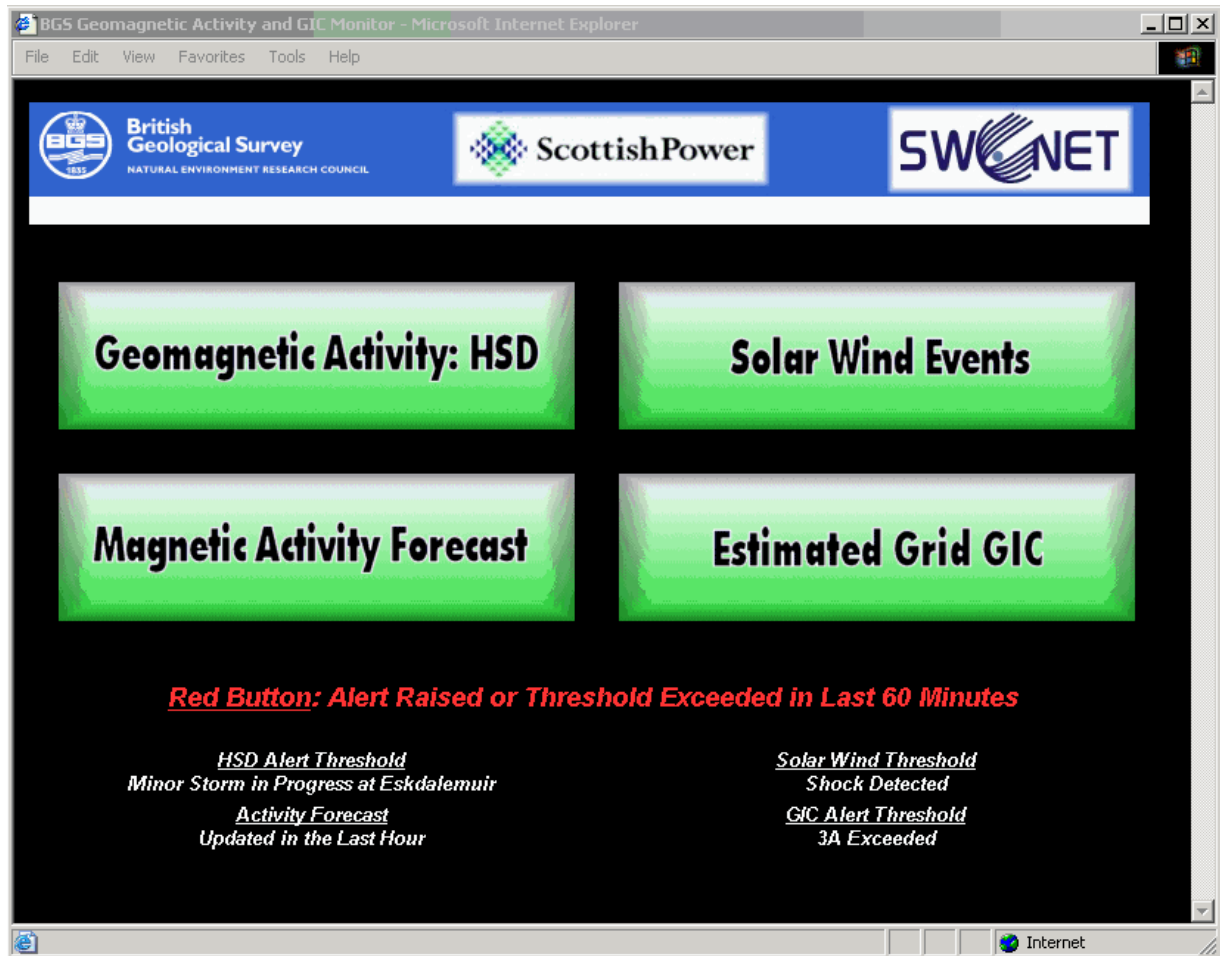 BGS Geomagnetic Activity and GIC Monitor - Microsoft Internet Explorer
File Edit View Favorites Tools Help
BGS
1835
British
Geological Survey
NATURAL ENVIRONMENT RESEARCH COUNCIL
ScottishPower
SWENET
Geomagnetic Activity: HSD
Solar Wind Events
Magnetic Activity Forecast
Estimated Grid GIC
Red Button: Alert Raised or Threshold Exceeded in Last 60 Minutes
HSD Alert Threshold
Minor Storm in Progress at Eskdalemuir
Solar Wind Threshold
Shock Detected
Activity Forecast
Updated in the Last Hour
GIC Alert Threshold
3A Exceeded
Internet